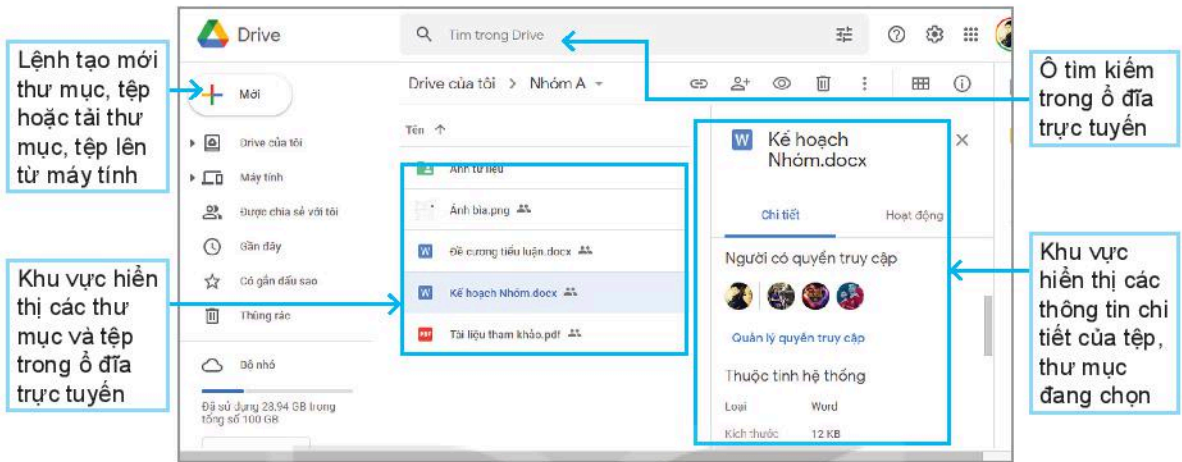 Drive
Tìm trong Drive
Lệnh tạo mới
thư mục, tệp
hoặc tải thư
mục, tệp lên
từ máy tính
Ô tìm kiếm
trong ổ đĩa
trực tuyến
Mới
Drive của tôi > Nhóm A
Tên
Drive của tôi
Máy tính
Được chia sẻ với tôi
Gần đây
Có gắn dấu sao
Thùng rác
Bộ nhớ
Đã sử dụng 28,94 GB trong
tổng số 100 GB
Khu vực hiển
thị các thư
mục và tệp
trong ổ đĩa
trực tuyến
Ảnh tư liệu
Ảnh bìa.png
W Đề cương tiểu luận.docx
W Kế hoạch Nhóm.docx
PDF Tài liệu tham khảo.pdf
W Kế hoạch
Nhóm.docx
Chi tiết Hoạt động
Người có quyền truy cập
Quản lý quyền truy cập
Thuộc tính hệ thống
Loại Word
Kích thước 12 KB
Khu vực
hiển thị các
thông tin chi
tiết của tệp,
thư mục
đang chọn